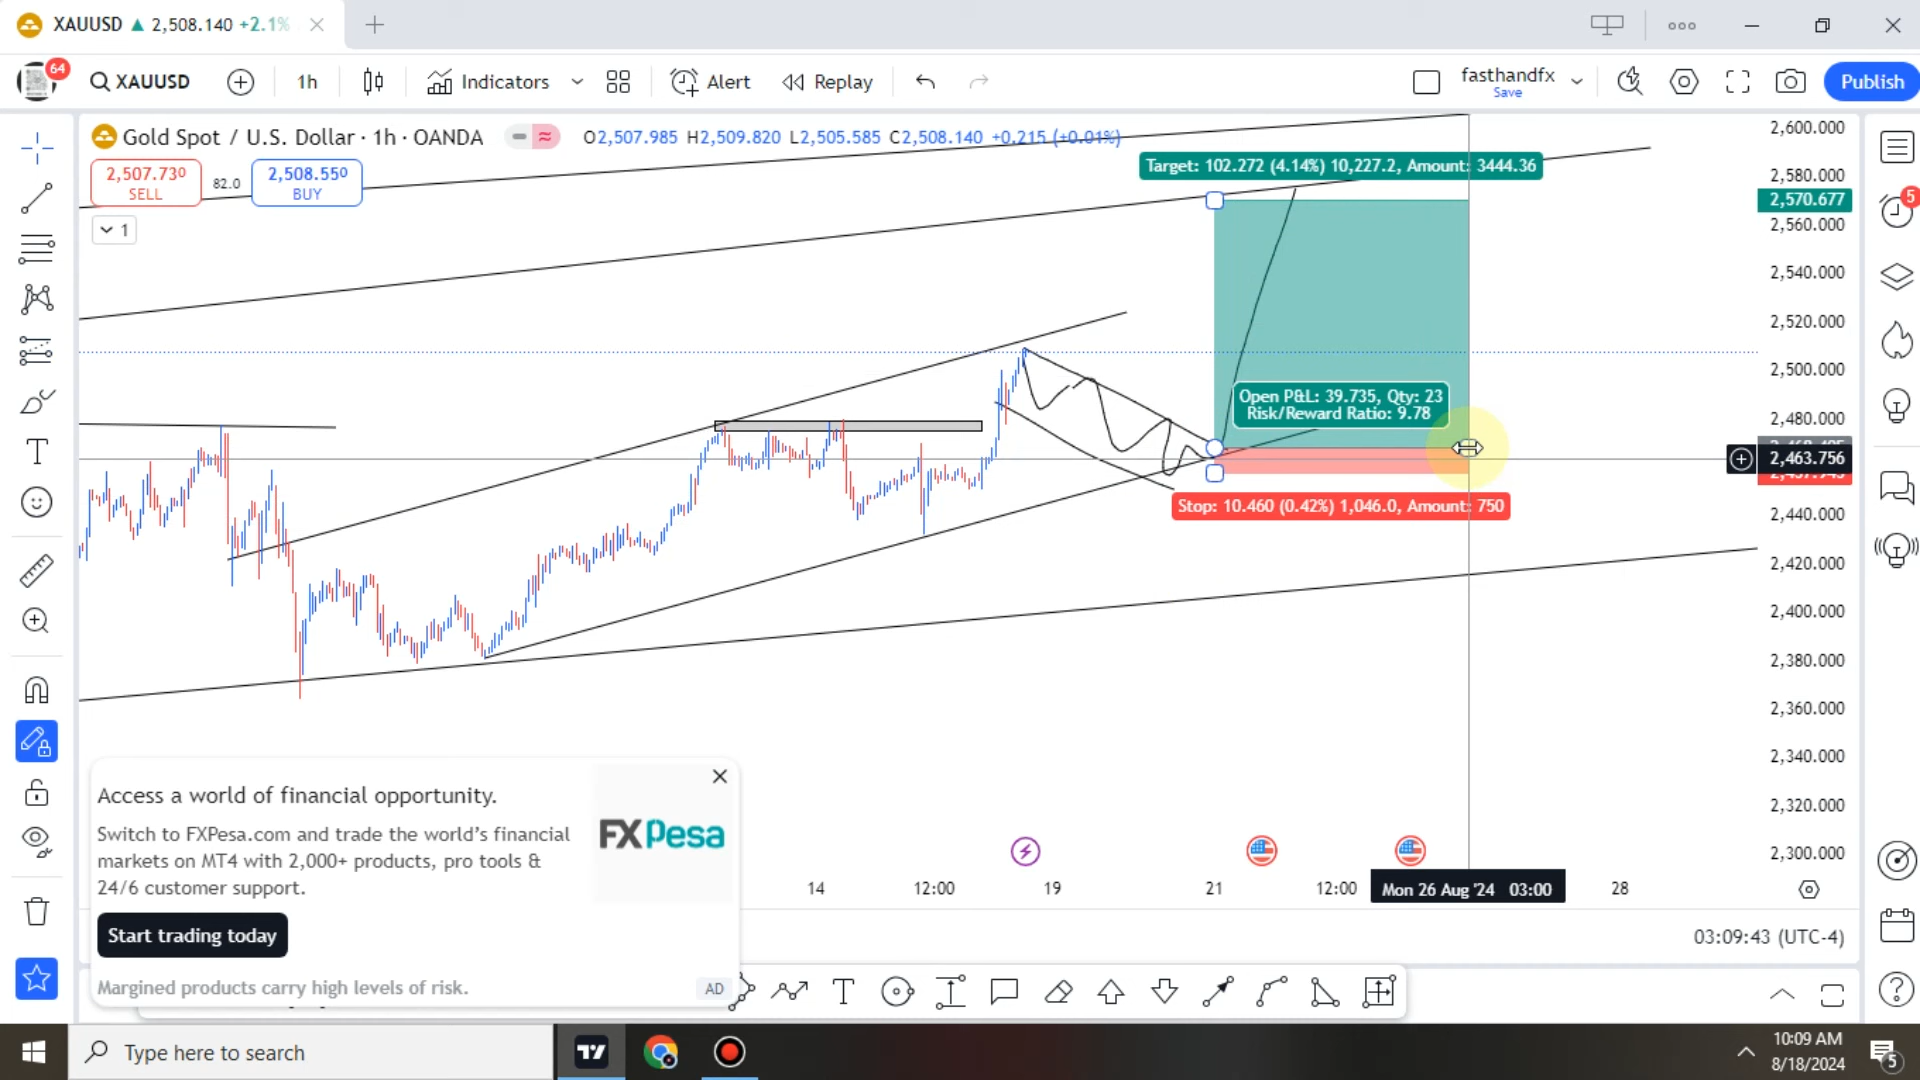 XAUUSD 2,508.140 +2.1%
64
XAUUSD
1h
Indicators
Alert
Replay
fasthandfx
Save
Publish
Gold Spot / U.S. Dollar · 1h · OANDA
O2,507.985 H2,509.820 L2,505.585 C2,508.140 +0.215 (+0.01%)
2,507.730
SELL
82.0
2,508.550
BUY
1
Target: 102.272 (4.14%) 10,227.2, Amount: 3444.36
Open P&L: 39.735, Qty: 23
Risk/Reward Ratio: 9.78
Stop: 10.460 (0.42%) 1,046.0, Amount: 750
2,600.000
2,580.000
2,570.677
2,560.000
2,540.000
2,520.000
2,500.000
2,480.000
2,463.756
2,440.000
2,420.000
2,400.000
2,380.000
2,360.000
2,340.000
2,320.000
2,300.000
5
14
12:00
19
21
12:00
Mon 26 Aug '24 03:00
28
03:09:43 (UTC-4)
Access a world of financial opportunity.
Switch to FXPesa.com and trade the world's financial
markets on MT4 with 2,000+ products, pro tools &
24/6 customer support.
FXPesa
Start trading today
Margined products carry high levels of risk.
AD
Type here to search
10:09 AM
8/18/2024
5